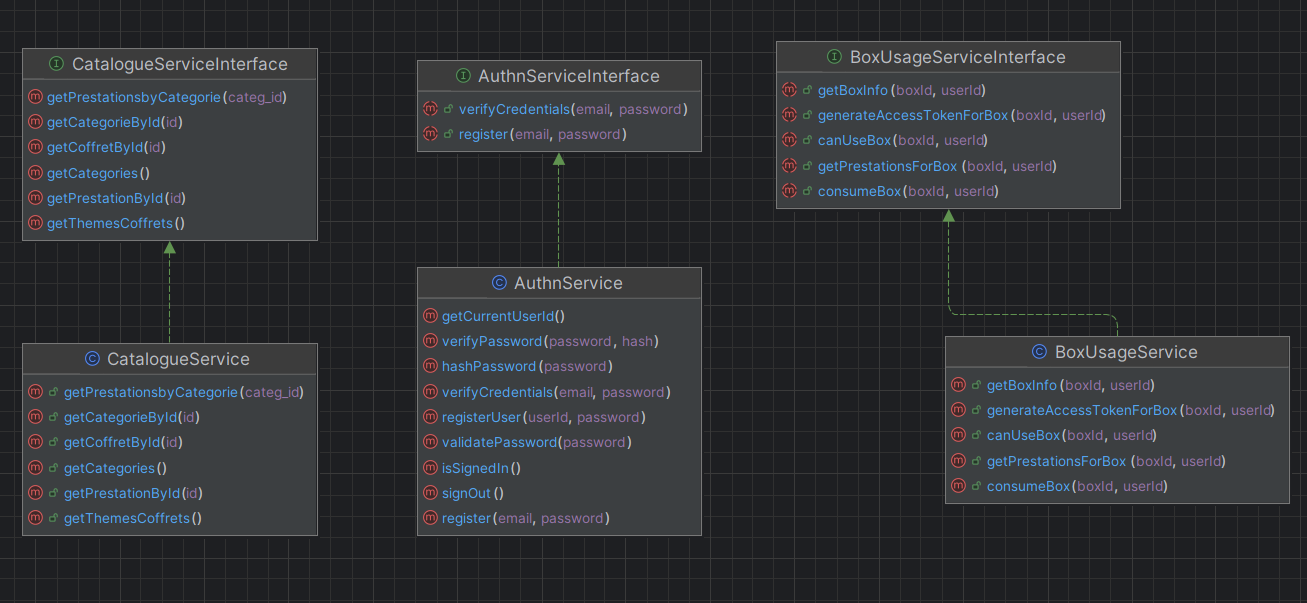 CatalogueServiceInterface
getPrestationsbyCategorie(categ_id)
getCategorieById(id)
getCoffretById(id)
getCategories()
getPrestationById(id)
getThemesCoffrets()
AuthnServiceInterface
verifyCredentials(email, password)
register(email, password)
BoxUsageServiceInterface
getBoxInfo(boxId, userId)
generateAccessTokenForBox(boxId, userId)
canUseBox(boxId, userId)
getPrestationsForBox(boxId, userId)
consumeBox(boxId, userId)
CatalogueService
getPrestationsbyCategorie(categ_id)
getCategorieById(id)
getCoffretById(id)
getCategories()
getPrestationById(id)
getThemesCoffrets()
AuthnService
getCurrentUserId()
verifyPassword(password, hash)
hashPassword(password)
verifyCredentials(email, password)
registerUser(userId, password)
validatePassword(password)
isSignedIn()
signOut()
register(email, password)
BoxUsageService
getBoxInfo(boxId, userId)
generateAccessTokenForBox(boxId, userId)
canUseBox(boxId, userId)
getPrestationsForBox(boxId, userId)
consumeBox(boxId, userId)